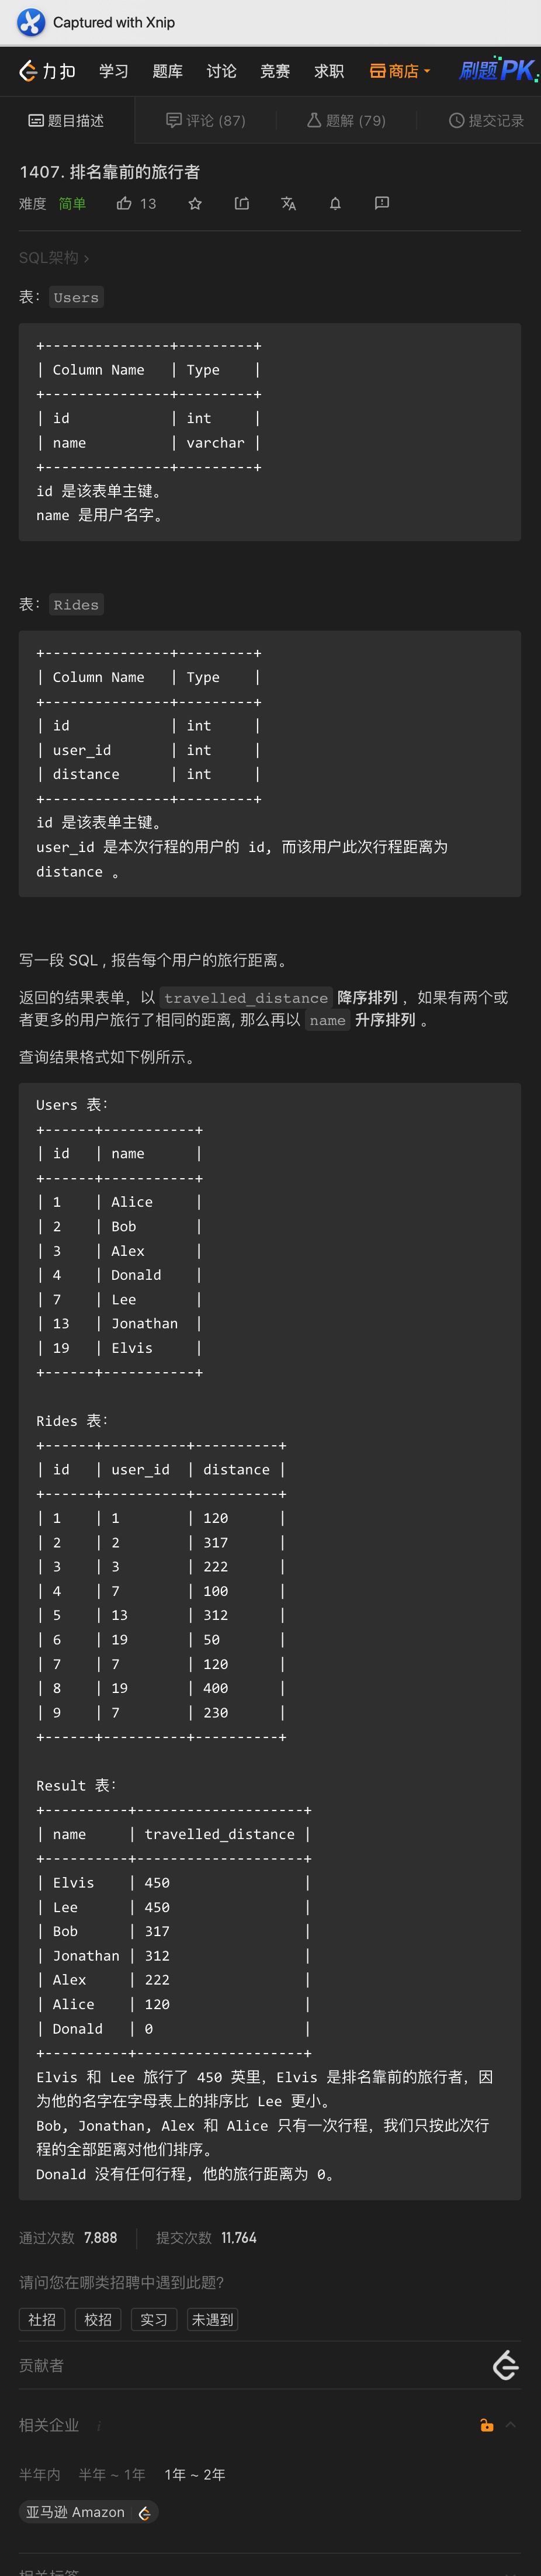 Captured with Xnip
力扣 学习 题库 讨论 竞赛 求职 商店 刷题PK
题目描述 评论 (87) 题解 (79) 提交记录
1407. 排名靠前的旅行者
难度 简单 13
SQL架构 >
表：Users
+---------------+---------+
| Column Name   | Type    |
+---------------+---------+
| id            | int     |
| name          | varchar |
+---------------+---------+
id 是该表单主键。
name 是用户名字。
表：Rides
+---------------+---------+
| Column Name   | Type    |
+---------------+---------+
| id            | int     |
| user_id       | int     |
| distance      | int     |
+---------------+---------+
id 是该表单主键。
user_id 是本次行程的用户的 id, 而该用户此次行程距离为
distance 。
写一段 SQL , 报告每个用户的旅行距离。
返回的结果表单，以 travelled_distance 降序排列 ，如果有两个或
者更多的用户旅行了相同的距离, 那么再以 name 升序排列 。
查询结果格式如下例所示。
Users 表：
+------+-----------+
| id   | name      |
+------+-----------+
| 1    | Alice     |
| 2    | Bob       |
| 3    | Alex      |
| 4    | Donald    |
| 7    | Lee       |
| 13   | Jonathan  |
| 19   | Elvis     |
+------+-----------+
Rides 表：
+------+----------+----------+
| id   | user_id  | distance |
+------+----------+----------+
| 1    | 1        | 120      |
| 2    | 2        | 317      |
| 3    | 3        | 222      |
| 4    | 7        | 100      |
| 5    | 13       | 312      |
| 6    | 19       | 50       |
| 7    | 7        | 120      |
| 8    | 19       | 400      |
| 9    | 7        | 230      |
+------+----------+----------+
Result 表：
+----------+--------------------+
| name     | travelled_distance |
+----------+--------------------+
| Elvis    | 450                |
| Lee      | 450                |
| Bob      | 317                |
| Jonathan | 312                |
| Alex     | 222                |
| Alice    | 120                |
| Donald   | 0                  |
+----------+--------------------+
Elvis 和 Lee 旅行了 450 英里，Elvis 是排名靠前的旅行者，因
为他的名字在字母表上的排序比 Lee 更小。
Bob, Jonathan, Alex 和 Alice 只有一次行程，我们只按此次行
程的全部距离对他们排序。
Donald 没有任何行程, 他的旅行距离为 0。
通过次数 7,888 提交次数 11,764
请问您在哪类招聘中遇到此题?
社招 校招 实习 未遇到
贡献者
相关企业 i
半年内 半年 ~ 1年 1年 ~ 2年
亚马逊 Amazon
相关标签